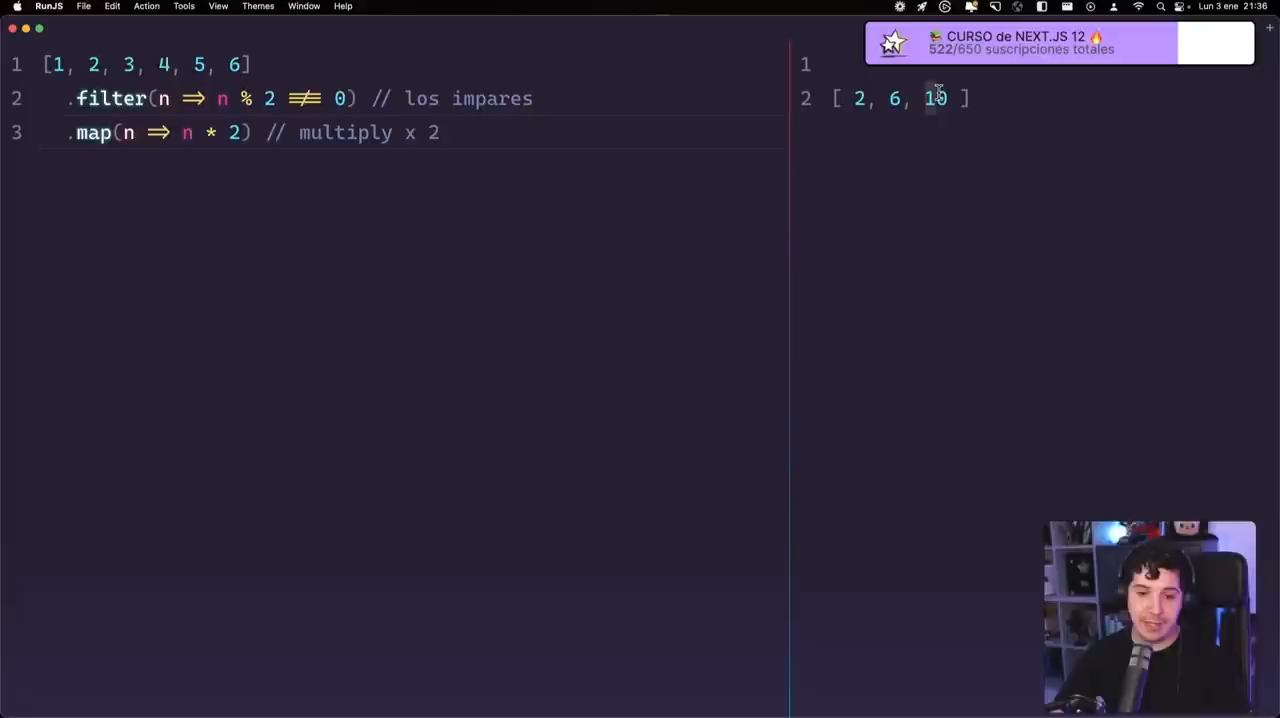 RunJS File Edit Action Tools View Themes Window Help Lun 3 ene 21:36
CURSO de NEXT.JS 12
522/650 suscripciones totales
1 [1, 2, 3, 4, 5, 6]
2 .filter(n => n % 2 !== 0) // los impares
3 .map(n => n * 2) // multiply x 2
1
2 [ 2, 6, 10 ]